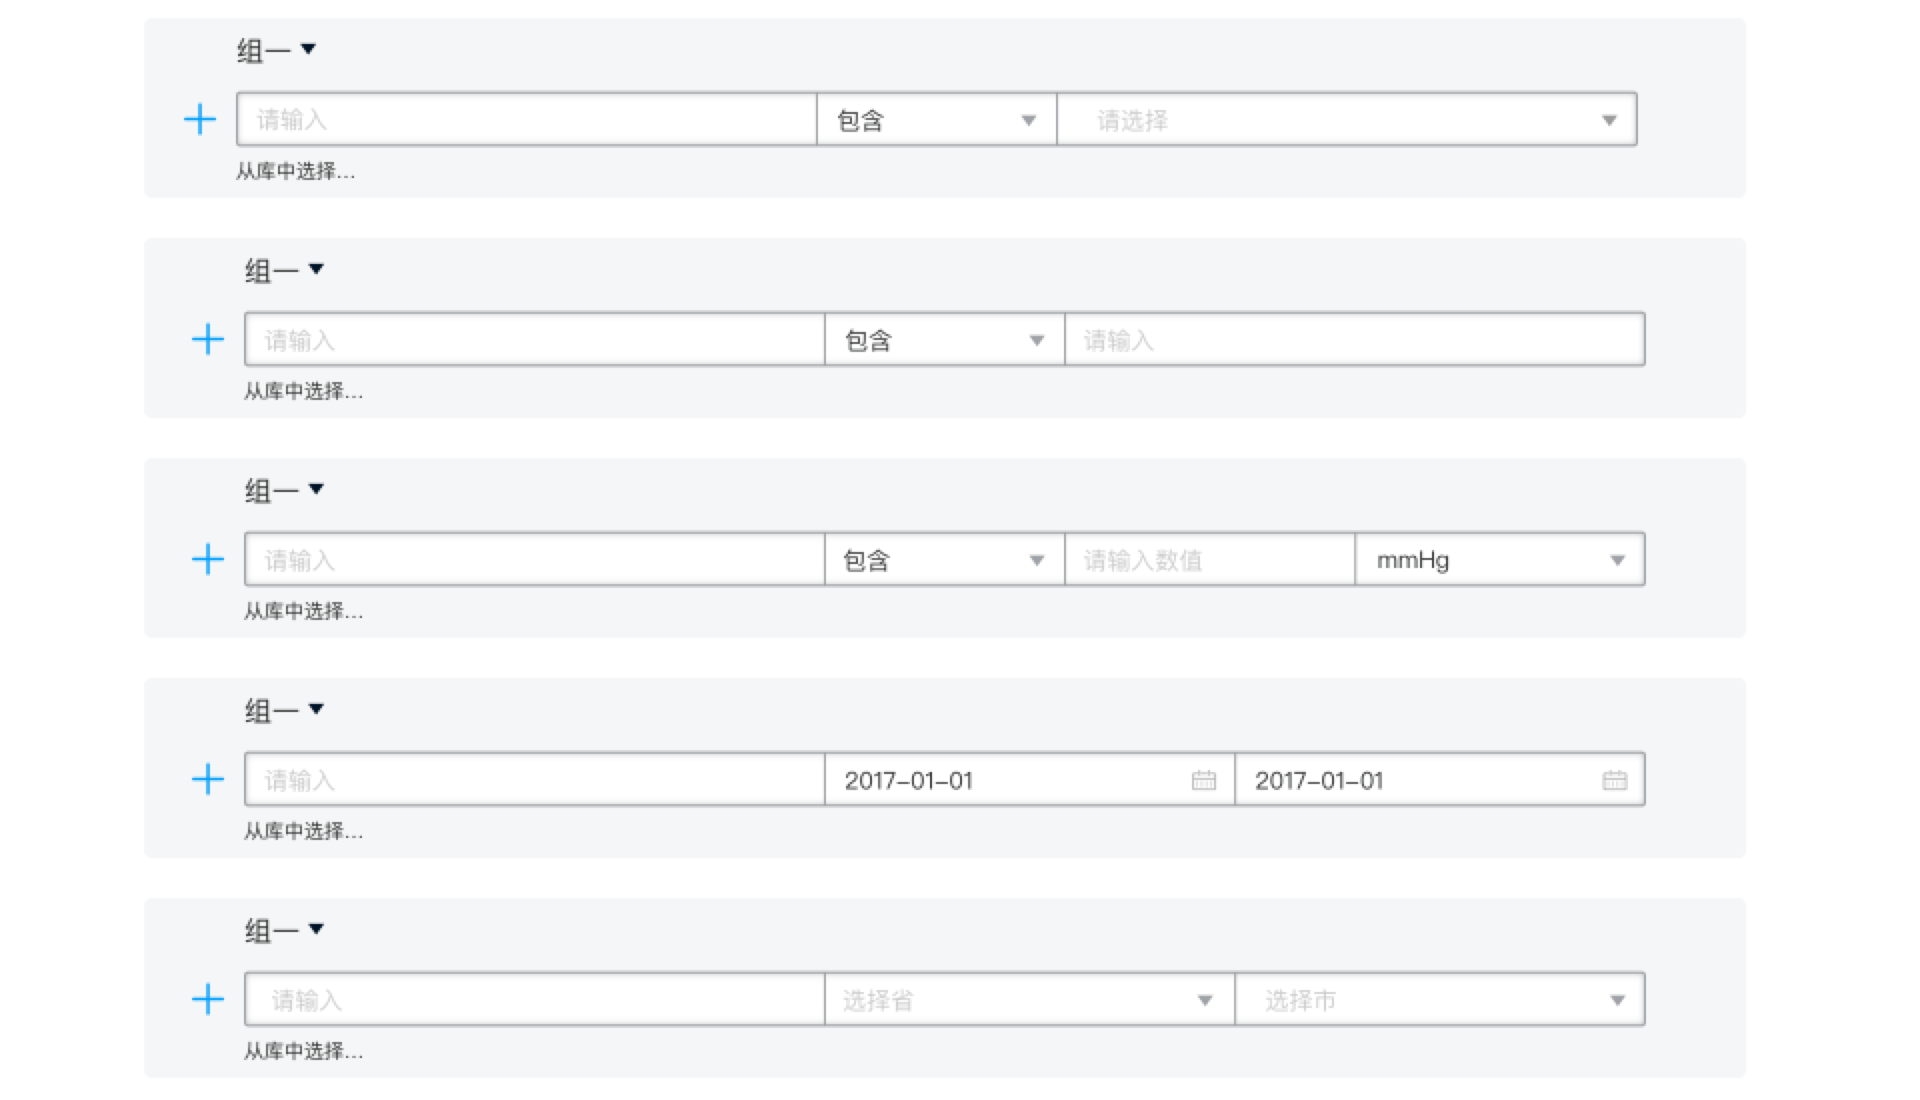 组一
请输入 包含 请选择
从库中选择...
组一
请输入 包含 请输入
从库中选择...
组一
请输入 包含 请输入数值 mmHg
从库中选择...
组一
请输入 2017-01-01 2017-01-01
从库中选择...
组一
请输入 选择省 选择市
从库中选择...